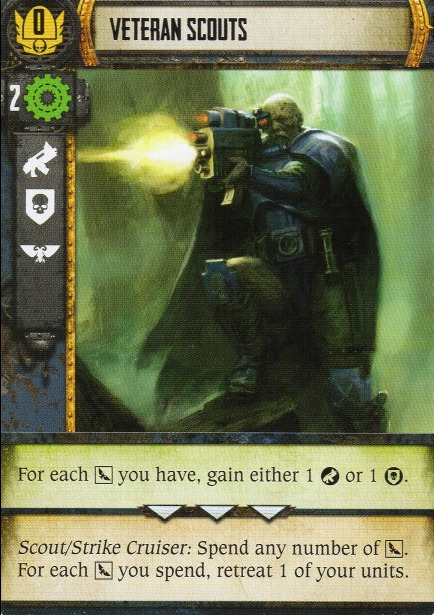 0
VETERAN SCOUTS
2
For each you have, gain either 1 or 1.
Scout/Strike Cruiser: Spend any number of.
For each you spend, retreat 1 of your units.